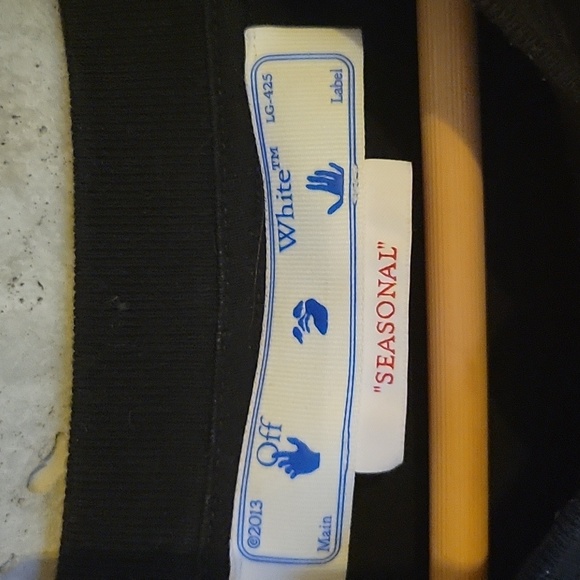 ©2013 Off White™ LG-425
Main Label
"SEASONAL"